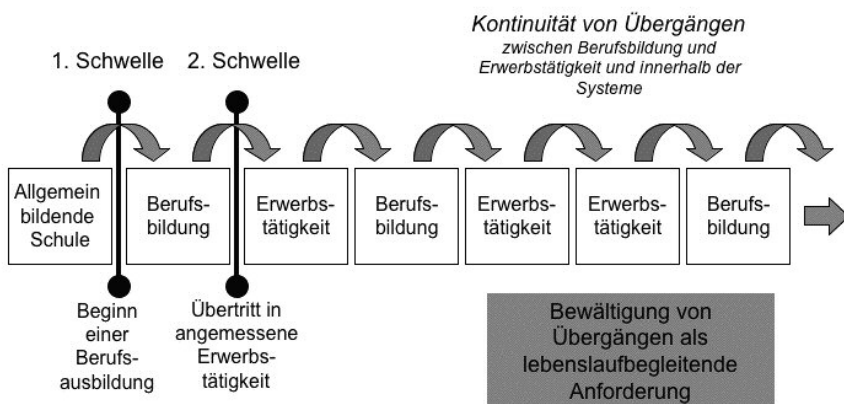 Kontinuität von Übergängen
zwischen Berufsbildung und
Erwerbstätigkeit und innerhalb der
Systeme
1. Schwelle
2. Schwelle
Allgemein
bildende
Schule
Berufs-
bildung
Erwerbs-
tätigkeit
Berufs-
bildung
Erwerbs-
tätigkeit
Erwerbs-
tätigkeit
Berufs-
bildung
Beginn
einer
Berufs-
ausbildung
Übertritt in
angemessene
Erwerbs-
tätigkeit
Bewältigung von
Übergängen als
lebenslaufbegleitende
Anforderung